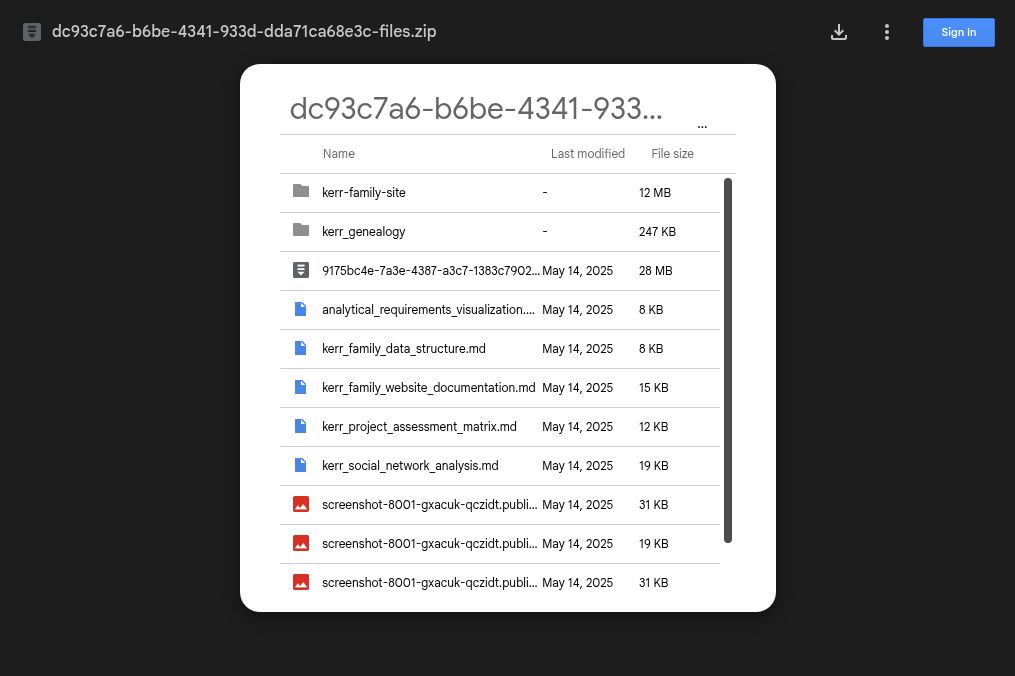 dc93c7a6-b6be-4341-933d-dda71ca68e3c-files.zip
Sign In
dc93c7a6-b6be-4341-933...
...
Name Last modified File size
kerr-family-site - 12 MB
kerr_genealogy - 247 KB
9175bc4e-7a3e-4387-a3c7-1383c7902... May 14, 2025 28 MB
analytical_requirements_visualization.... May 14, 2025 8 KB
kerr_family_data_structure.md May 14, 2025 8 KB
kerr_family_website_documentation.md May 14, 2025 15 KB
kerr_project_assessment_matrix.md May 14, 2025 12 KB
kerr_social_network_analysis.md May 14, 2025 19 KB
screenshot-8001-gxacuk-qczidt.publi... May 14, 2025 31 KB
screenshot-8001-gxacuk-qczidt.publi... May 14, 2025 19 KB
screenshot-8001-gxacuk-qczidt.publi... May 14, 2025 31 KB